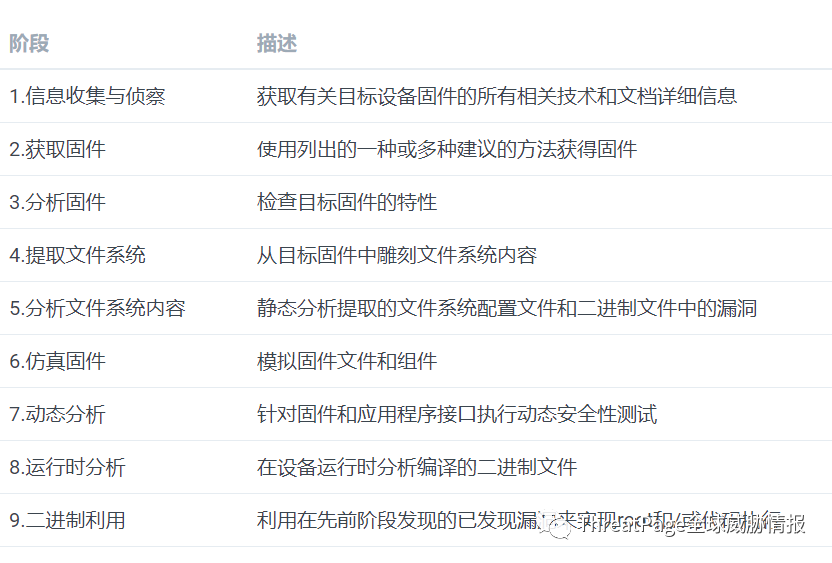 阶段 描述
1.信息收集与侦察 获取有关目标设备固件的所有相关技术和文档详细信息
2.获取固件 使用列出的一种或多种建议的方法获得固件
3.分析固件 检查目标固件的特性
4.提取文件系统 从目标固件中雕刻文件系统内容
5.分析文件系统内容 静态分析提取的文件系统配置文件和二进制文件中的漏洞
6.仿真固件 模拟固件文件和组件
7.动态分析 针对固件和应用程序接口执行动态安全性测试
8.运行时分析 在设备运行时分析编译的二进制文件
9.二进制利用 利用在先前阶段发现的已发现漏洞来实现root和/或代码执行
ThreatPage全球威胁情报